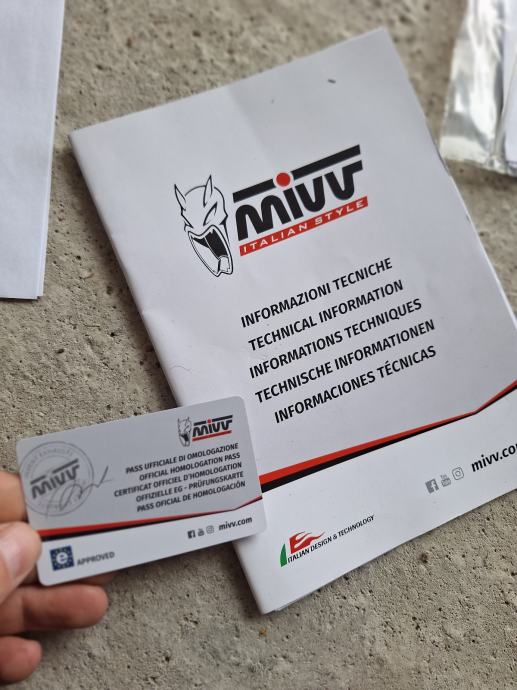 mivv
ITALIAN STYLE
INFORMAZIONI TECNICHE
TECHNICAL INFORMATION
INFORMATIONS TECHNIQUES
TECHNISCHE INFORMATIONEN
INFORMACIONES TÉCNICAS
mivv.com
ITALIAN DESIGN & TECHNOLOGY
mivv
PASS UFFICIALE DI OMOLOGAZIONE
OFFICIAL HOMOLOGATION PASS
CERTIFICAT OFFICIEL D'HOMOLOGATION
OFFIZIELLE EG - PRÜFUNGSKARTE
PASS OFICIAL DE HOMOLOGACIÓN
mivv
mivv.com
e APPROVED